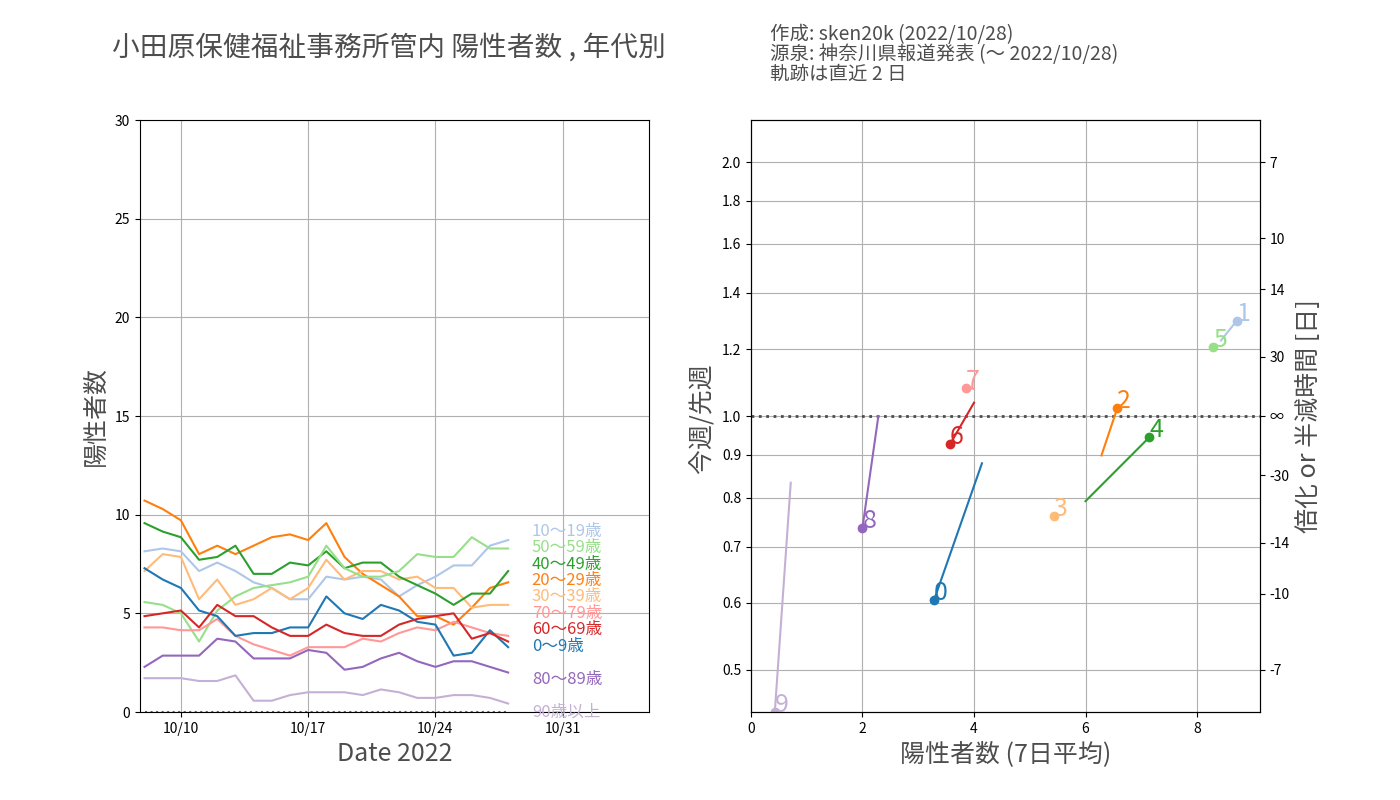 小田原保健福祉事務所管内 陽性者数 , 年代別
作成: sken20k (2022/10/28)
源泉: 神奈川県報道発表 (～ 2022/10/28)
軌跡は直近 2 日
陽性者数
30
25
20
15
10
5
0
10/10
10/17
10/24
10/31
Date 2022
10～19歳
50～59歳
40～49歳
20～29歳
30～39歳
70～79歳
60～69歳
0～9歳
80～89歳
90歳以上
今週/先週
2.0
1.8
1.6
1.4
1.2
1.0
0.9
0.8
0.7
0.6
0.5
0
2
4
6
8
陽性者数 (7日平均)
1
5
7
2
6
4
3
8
0
9
7
10
14
30
∞
-30
-14
-10
-7
倍化 or 半減時間 [日]